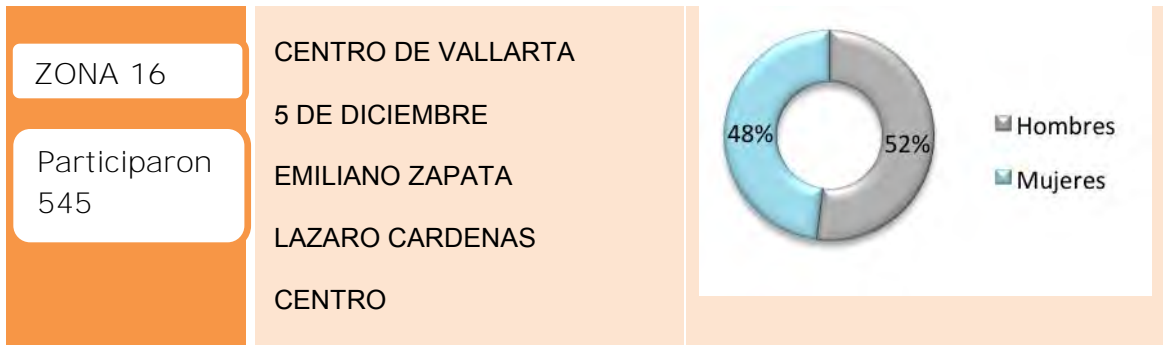 ZONA 16
Participaron
545
CENTRO DE VALLARTA
5 DE DICIEMBRE
EMILIANO ZAPATA
LAZARO CARDENAS
CENTRO
48%
52%
Hombres
Mujeres